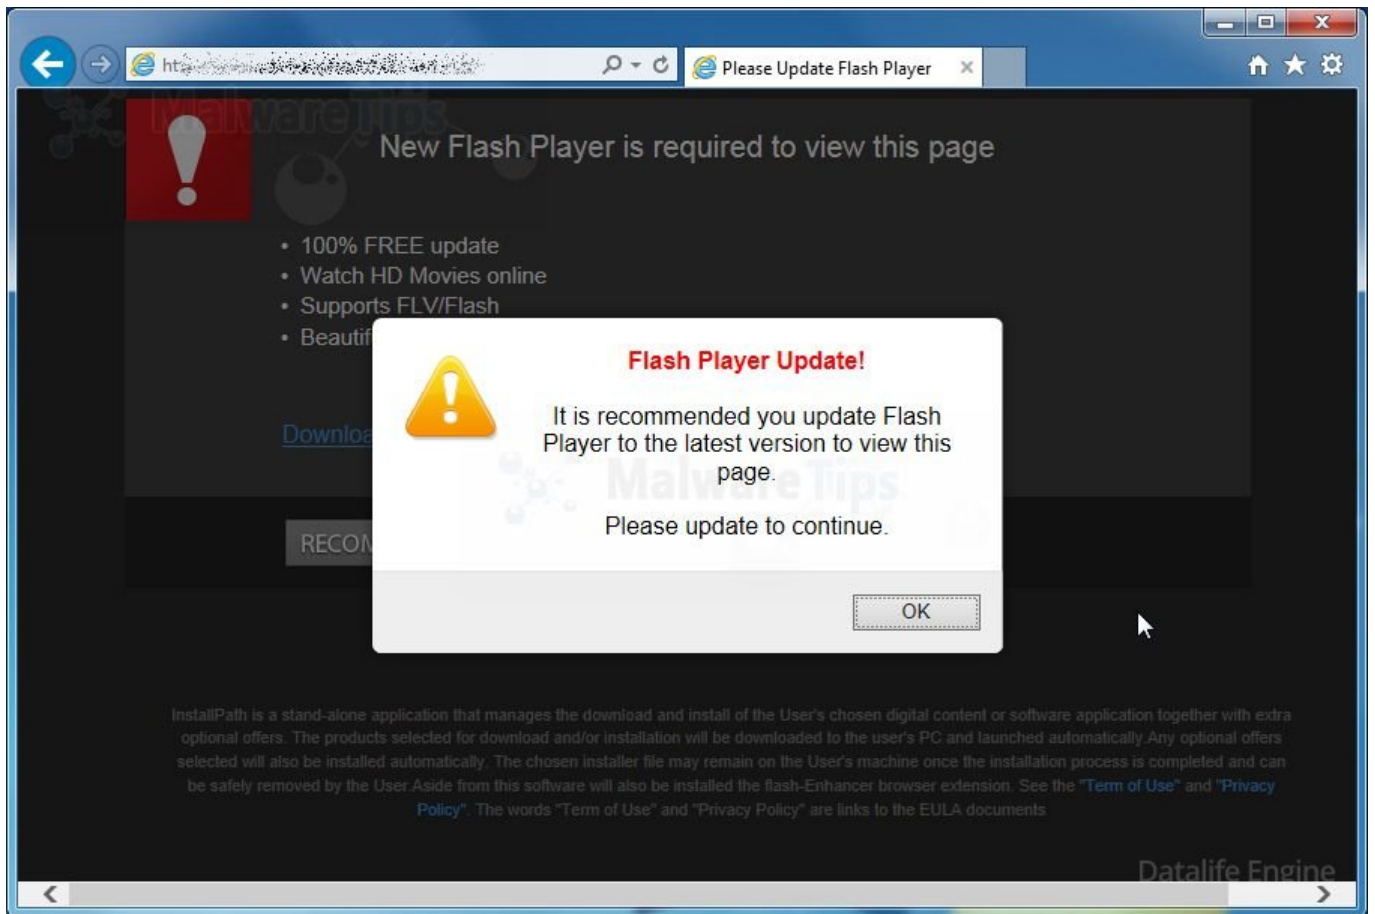 Please Update Flash Player
MalwareTips
New Flash Player is required to view this page
• 100% FREE update
• Watch HD Movies online
• Supports FLV/Flash
• Beautif
Flash Player Update!
It is recommended you update Flash
Player to the latest version to view this
page.
MalwareTips
Please update to continue.
OK
Downloa
RECOM
InstallPath is a stand-alone application that manages the download and install of the User's chosen digital content or software application together with extra
optional offers. The products selected for download and/or installation will be downloaded to the user's PC and launched automatically.Any optional offers
selected will also be installed automatically. The chosen installer file may remain on the User's machine once the installation process is completed and can
be safely removed by the User.Aside from this software will also be installed the flash-Enhancer browser extension. See the "Term of Use" and "Privacy
Policy". The words "Term of Use" and "Privacy Policy" are links to the EULA documents
Datalife Engine